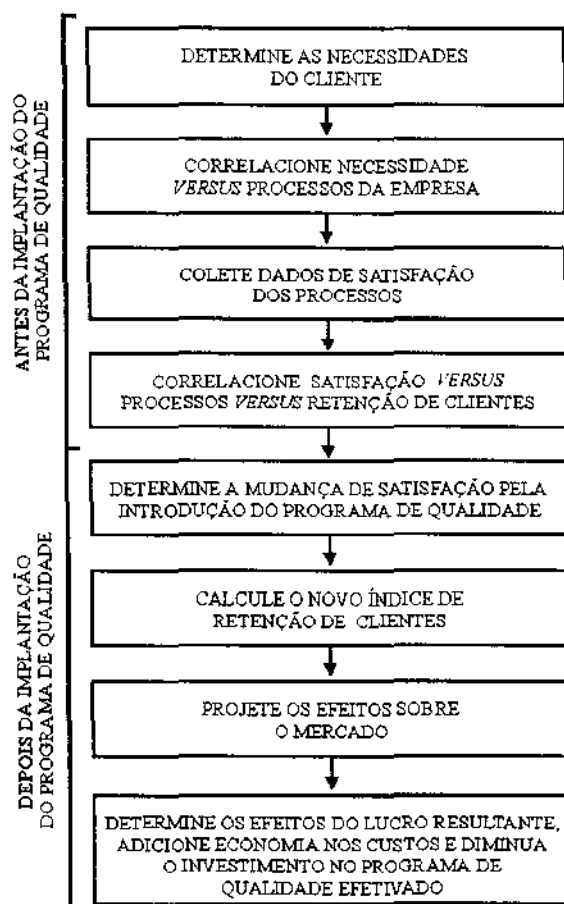 DETERMINE AS NECESSIDADES
DO CLIENTE
CORRELACIONE NECESSIDADE
VERSUS PROCESSOS DA EMPRESA
COLETE DADOS DE SATISFAÇÃO
DOS PROCESSOS
CORRELACIONE SATISFAÇÃO VERSUS
PROCESSOS VERSUS RETENÇÃO DE CLIENTES
ANTES DA IMPLANTAÇÃO DO
PROGRAMA DE QUALIDADE
DETERMINE A MUDANÇA DE SATISFAÇÃO PELA
INTRODUÇÃO DO PROGRAMA DE QUALIDADE
CALCULE O NOVO ÍNDICE DE
RETENÇÃO DE CLIENTES
PROJETE OS EFEITOS SOBRE
O MERCADO
DETERMINE OS EFEITOS DO LUCRO RESULTANTE,
ADICIONE ECONOMIA NOS CUSTOS E DIMINUA
O INVESTIMENTO NO PROGRAMA DE
QUALIDADE EFETIVADO
DEPOIS DA IMPLANTAÇÃO
DO PROGRAMA DE QUALIDADE